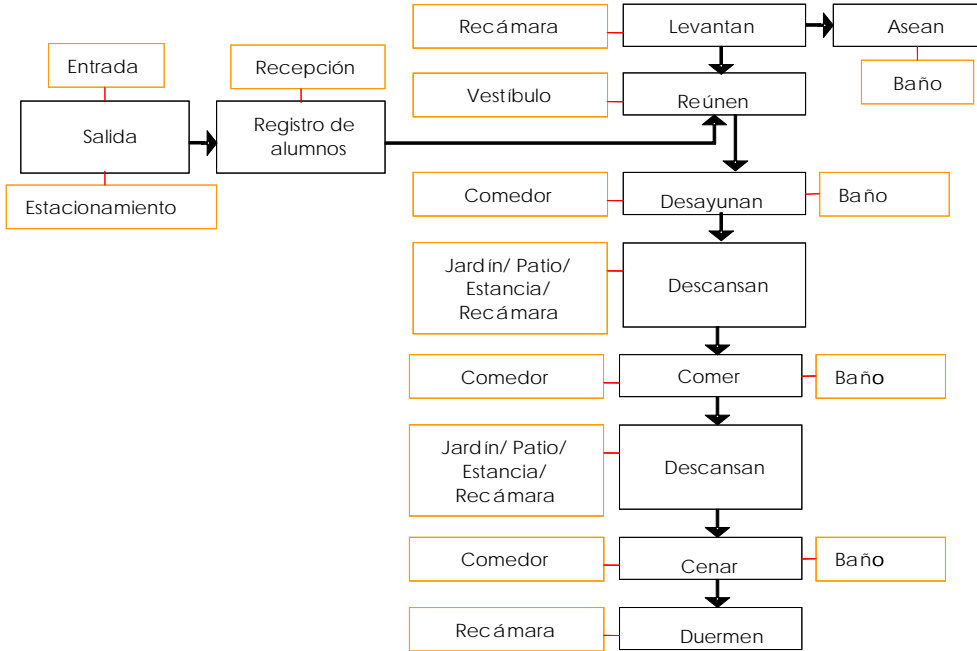 Recámara
Levantan
Asean
Entrada
Recepción
Baño
Vestíbulo
Reúnen
Salida
Registro de
alumnos
Estacionamiento
Comedor
Desayunan
Baño
Jardín/ Patio/
Estancia/
Recámara
Descansan
Comedor
Comer
Baño
Jardín/ Patio/
Estancia/
Recámara
Descansan
Comedor
Cenar
Baño
Recámara
Duermen